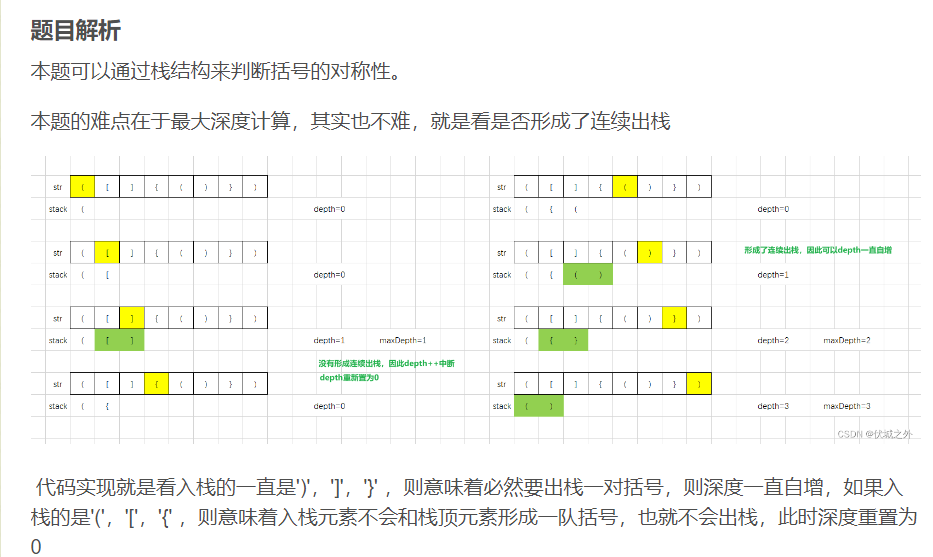 题目解析
本题可以通过栈结构来判断括号的对称性。
本题的难点在于最大深度计算，其实也不难，就是看是否形成了连续出栈
str ( [ ] { ( ) } )
stack ( depth=0
str ( [ ] { ( ) } )
stack ( [ depth=0
str ( [ ] { ( ) } )
stack ( [ ] depth=1 maxDepth=1
没有形成连续出栈，因此depth++中断
depth重新置为0
str ( [ ] { ( ) } )
stack ( { depth=0
str ( [ ] { ( ) } )
stack ( { ( depth=0
形成了连续出栈，因此可以depth一直自增
str ( [ ] { ( ) } )
stack ( { ( ) depth=1
str ( [ ] { ( ) } )
stack ( { } depth=2 maxDepth=2
str ( [ ] { ( ) } )
stack ( ) depth=3 maxDepth=3
CSDN @伏城之外
代码实现就是看入栈的一直是')'，']'，'}' ，则意味着必然要出栈一对括号，则深度一直自增，如果入
栈的是'('，'['，'{' ，则意味着入栈元素不会和栈顶元素形成一队括号，也就不会出栈，此时深度重置为
0